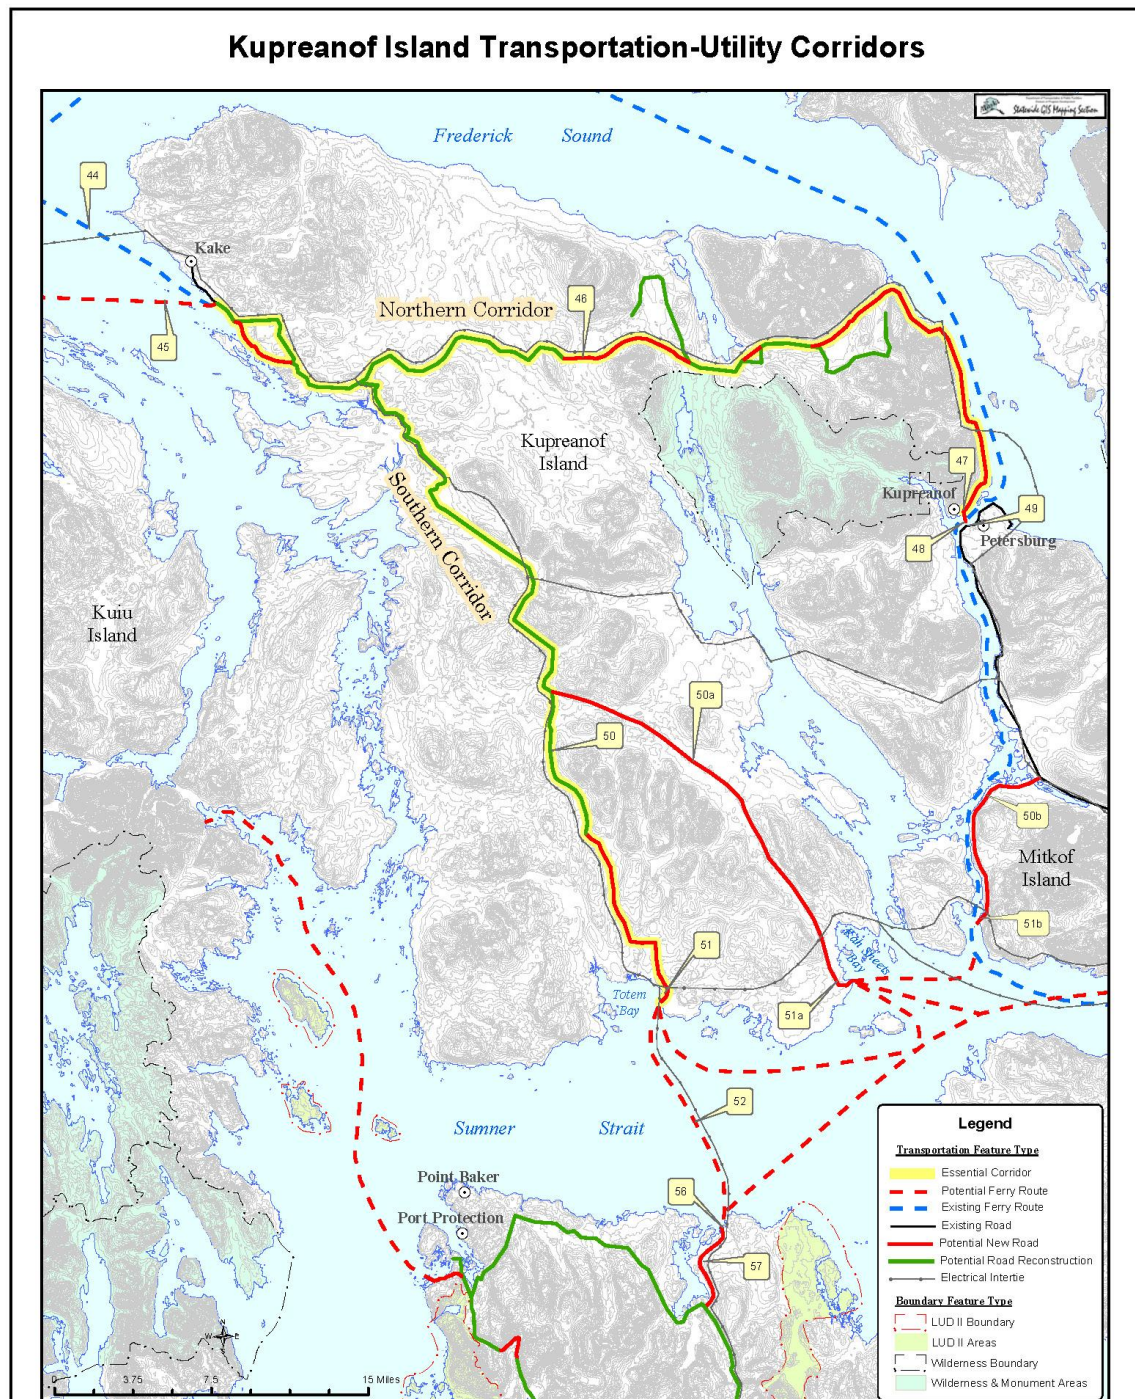 Kupreanof Island Transportation-Utility Corridors
Statewide GIS Mapping Section
Frederick Sound
44
Kake
46
Northern Corridor
45
Kupreanof
Island
47
Kupreanof
49
Southern Corridor
48
Petersburg
Kuiu
Island
50a
50
50b
Mitkof
Island
51b
51
Kah Sheets
Bay
Totem
Bay
51a
52
Sumner Strait
Point Baker
56
Port Protection
57
Legend
Transportation Feature Type
Essential Corridor
Potential Ferry Route
Existing Ferry Route
Existing Road
Potential New Road
Potential Road Reconstruction
Electrical Intertie
Boundary Feature Type
LUD II Boundary
LUD II Areas
Wilderness Boundary
Wilderness & Monument Areas
N
W E
0 3.75 7.5 15 Miles